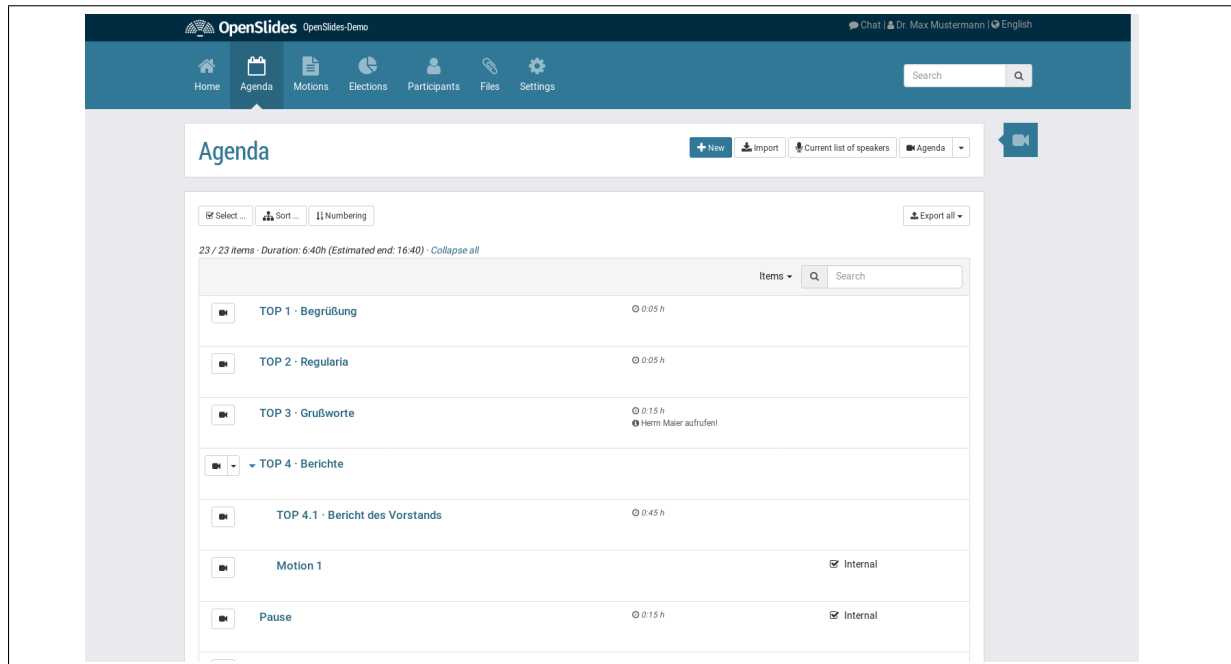 OpenSlides OpenSlides-Demo Chat | Dr. Max Mustermann | English
Home Agenda Motions Elections Participants Files Settings Search
Agenda New Import Current list of speakers Agenda
Select ... Sort ... Numbering Export all
23 / 23 items · Duration: 6:40h (Estimated end: 16:40) · Collapse all
Items Search
TOP 1 · Begrüßung 0:05 h
TOP 2 · Regularia 0:05 h
TOP 3 · Grußworte 0:15 h
Herrn Maier aufrufen!
TOP 4 · Berichte
TOP 4.1 · Bericht des Vorstands 0:45 h
Motion 1 Internal
Pause 0:15 h Internal